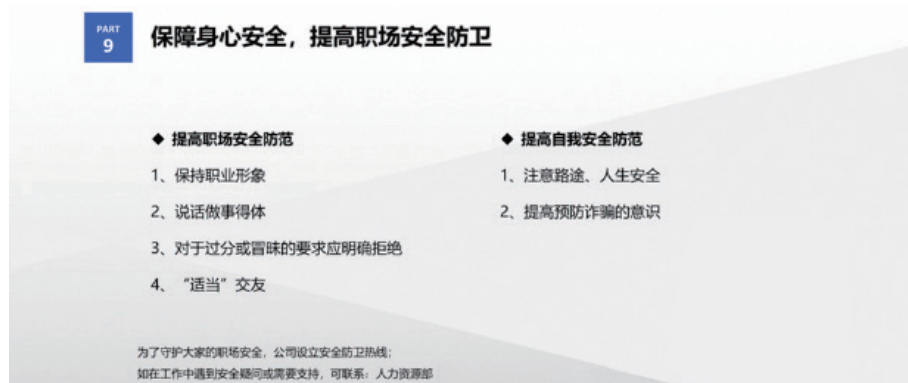 PART
9
保障身心安全，提高职场安全防卫
◆ 提高职场安全防范
1、保持职业形象
2、说话做事得体
3、对于过分或冒昧的要求应明确拒绝
4、“适当”交友
◆ 提高自我安全防范
1、注意路途、人生安全
2、提高预防诈骗的意识
为了守护大家的职场安全，公司设立安全防卫热线；
如在工作中遇到安全疑问或需要支持，可联系：人力资源部